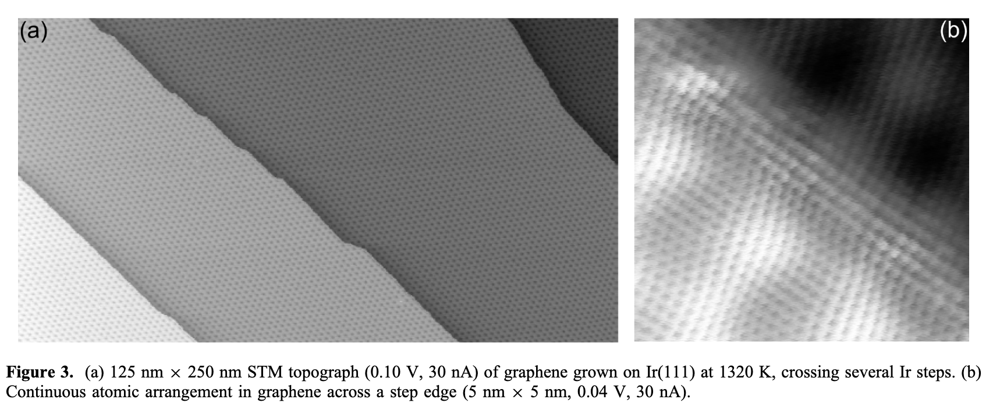 (a)
(b)
Figure 3. (a) 125 nm × 250 nm STM topograph (0.10 V, 30 nA) of graphene grown on Ir(111) at 1320 K, crossing several Ir steps. (b)
Continuous atomic arrangement in graphene across a step edge (5 nm × 5 nm, 0.04 V, 30 nA).